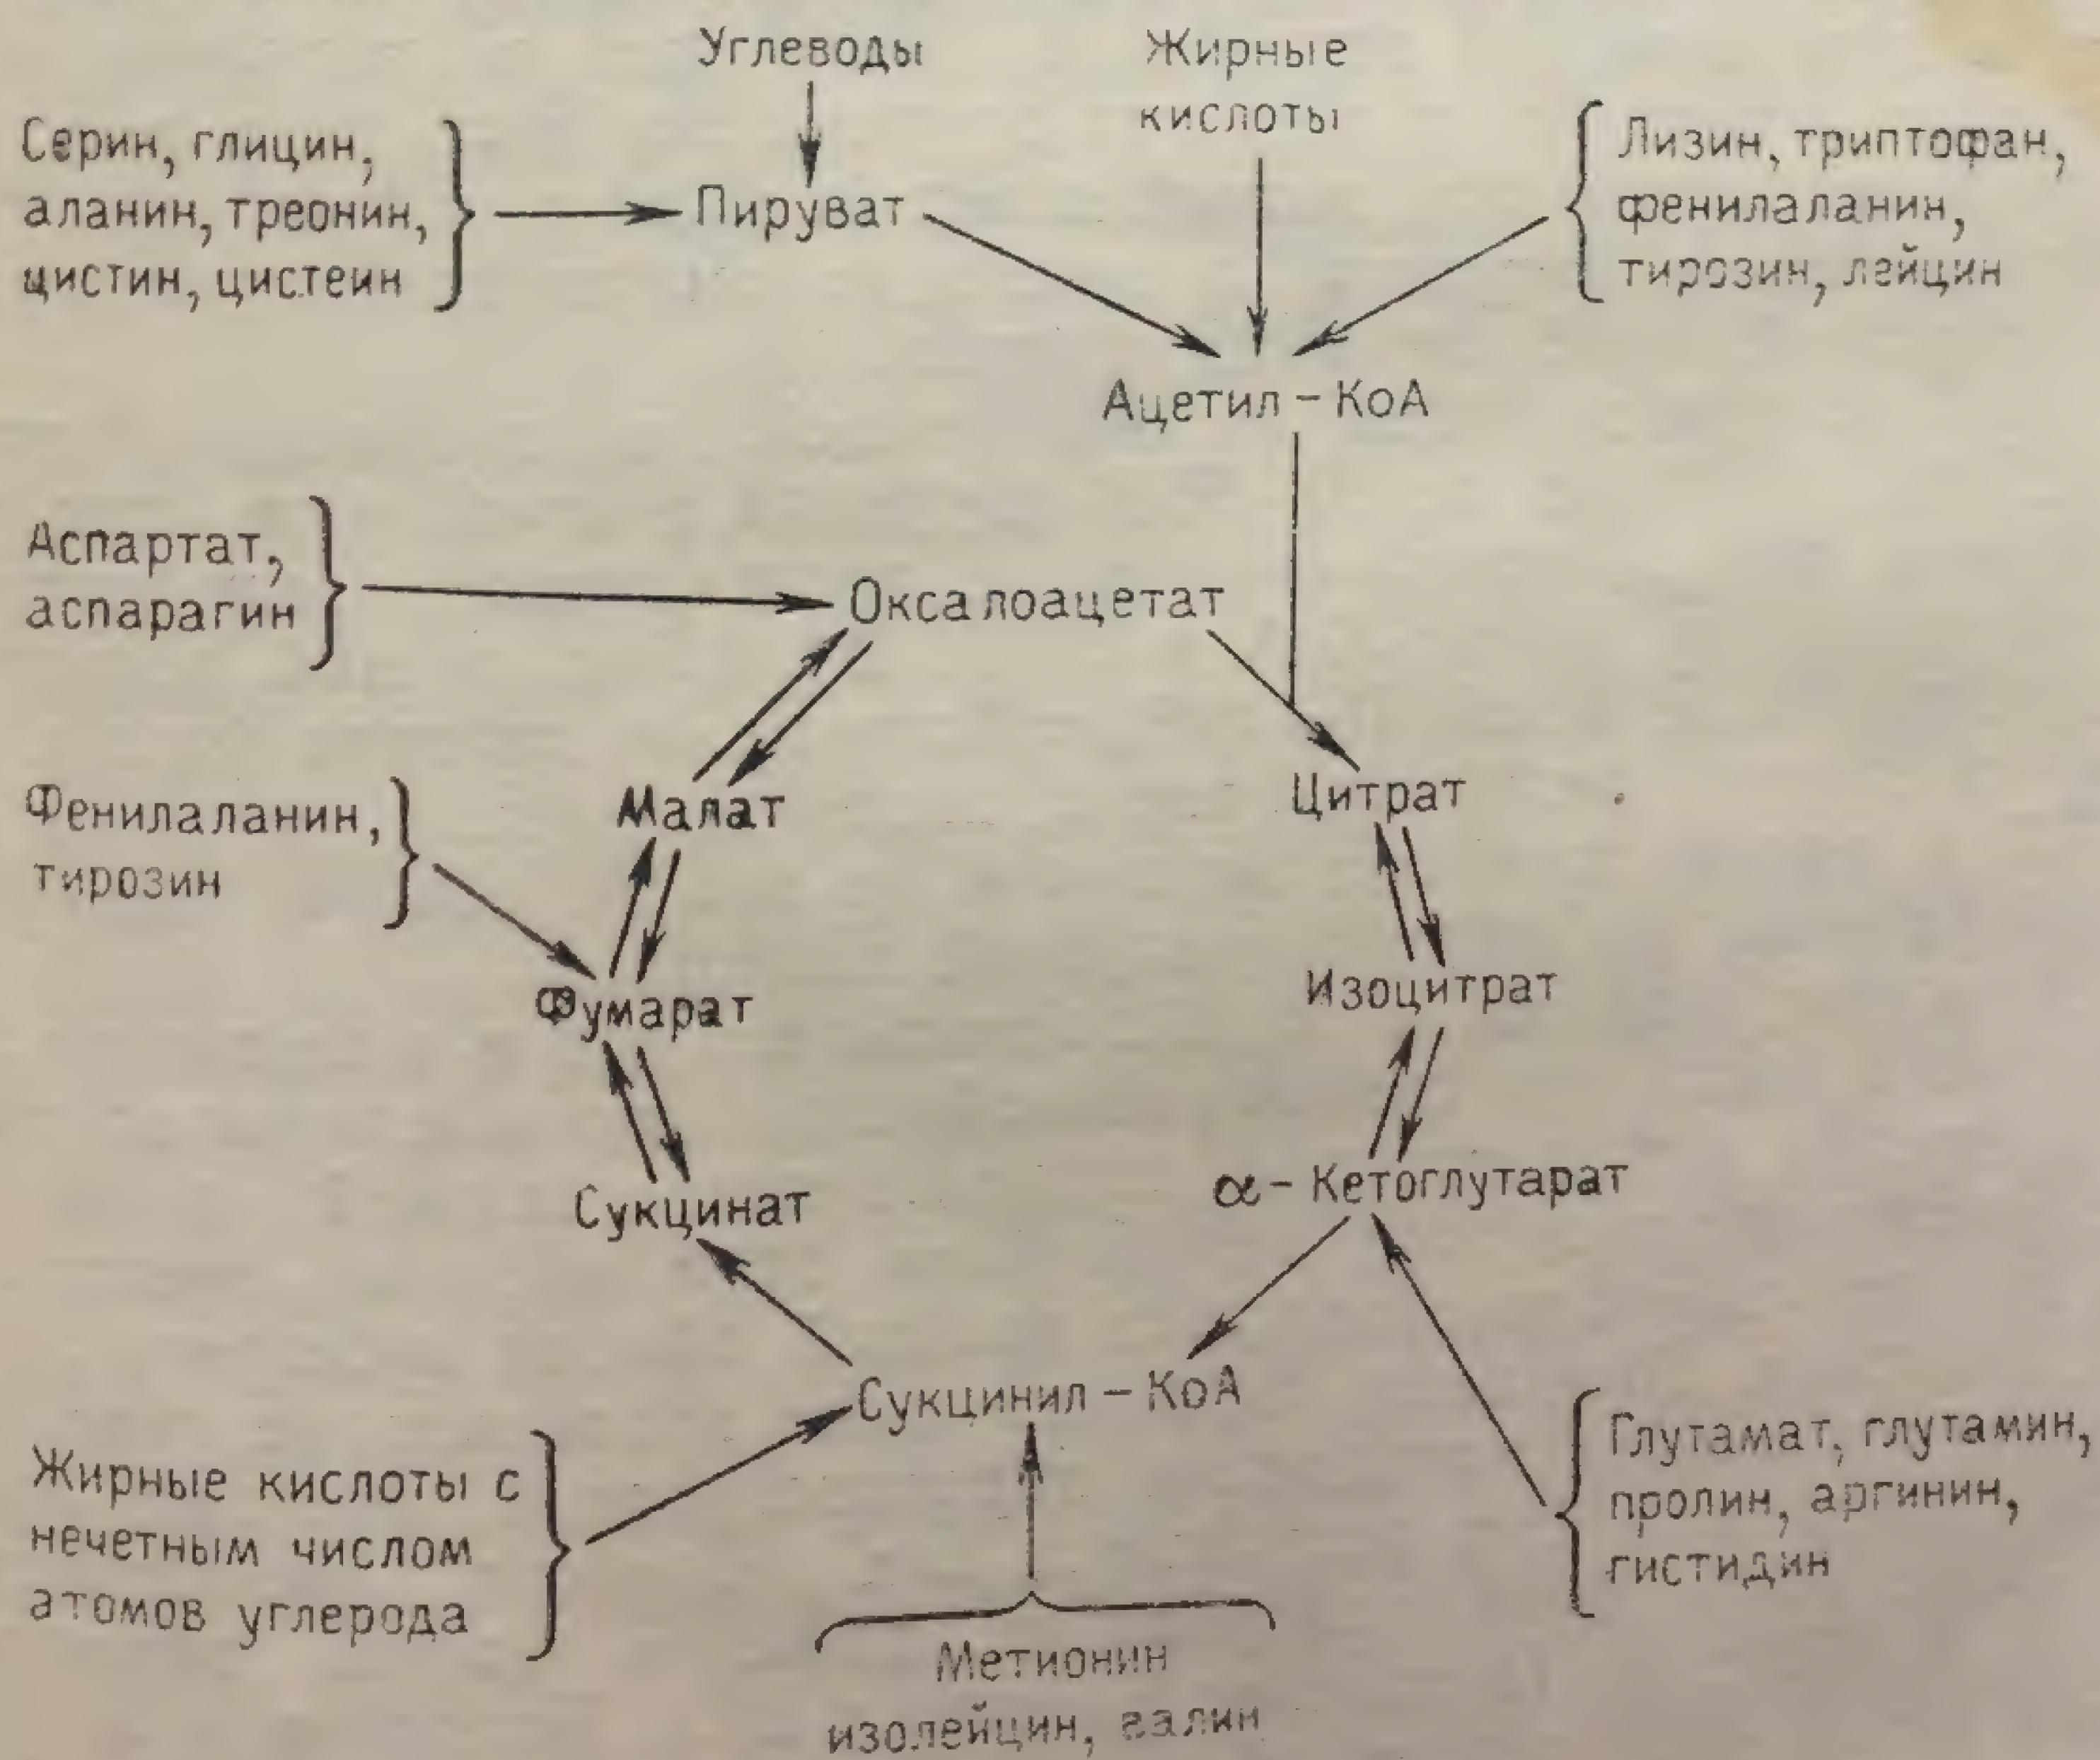 Углеводы
Жирные
кислоты
Серин, глицин,
аланин, треонин,
цистин, цистеин
Пируват
Лизин, триптофан,
фенилаланин,
тирозин, лейцин
Ацетил – КоА
Аспартат,
аспарагин
Оксалоацетат
Фенилаланин,
тирозин
Малат
Цитрат
Фумарат
Изоцитрат
Сукцинат
α – Кетоглутарат
Сукцинил – КоА
Жирные кислоты с
нечетным числом
атомов углерода
Глутамат, глутамин,
пролин, аргинин,
гистидин
Метионин
изолейцин, валин